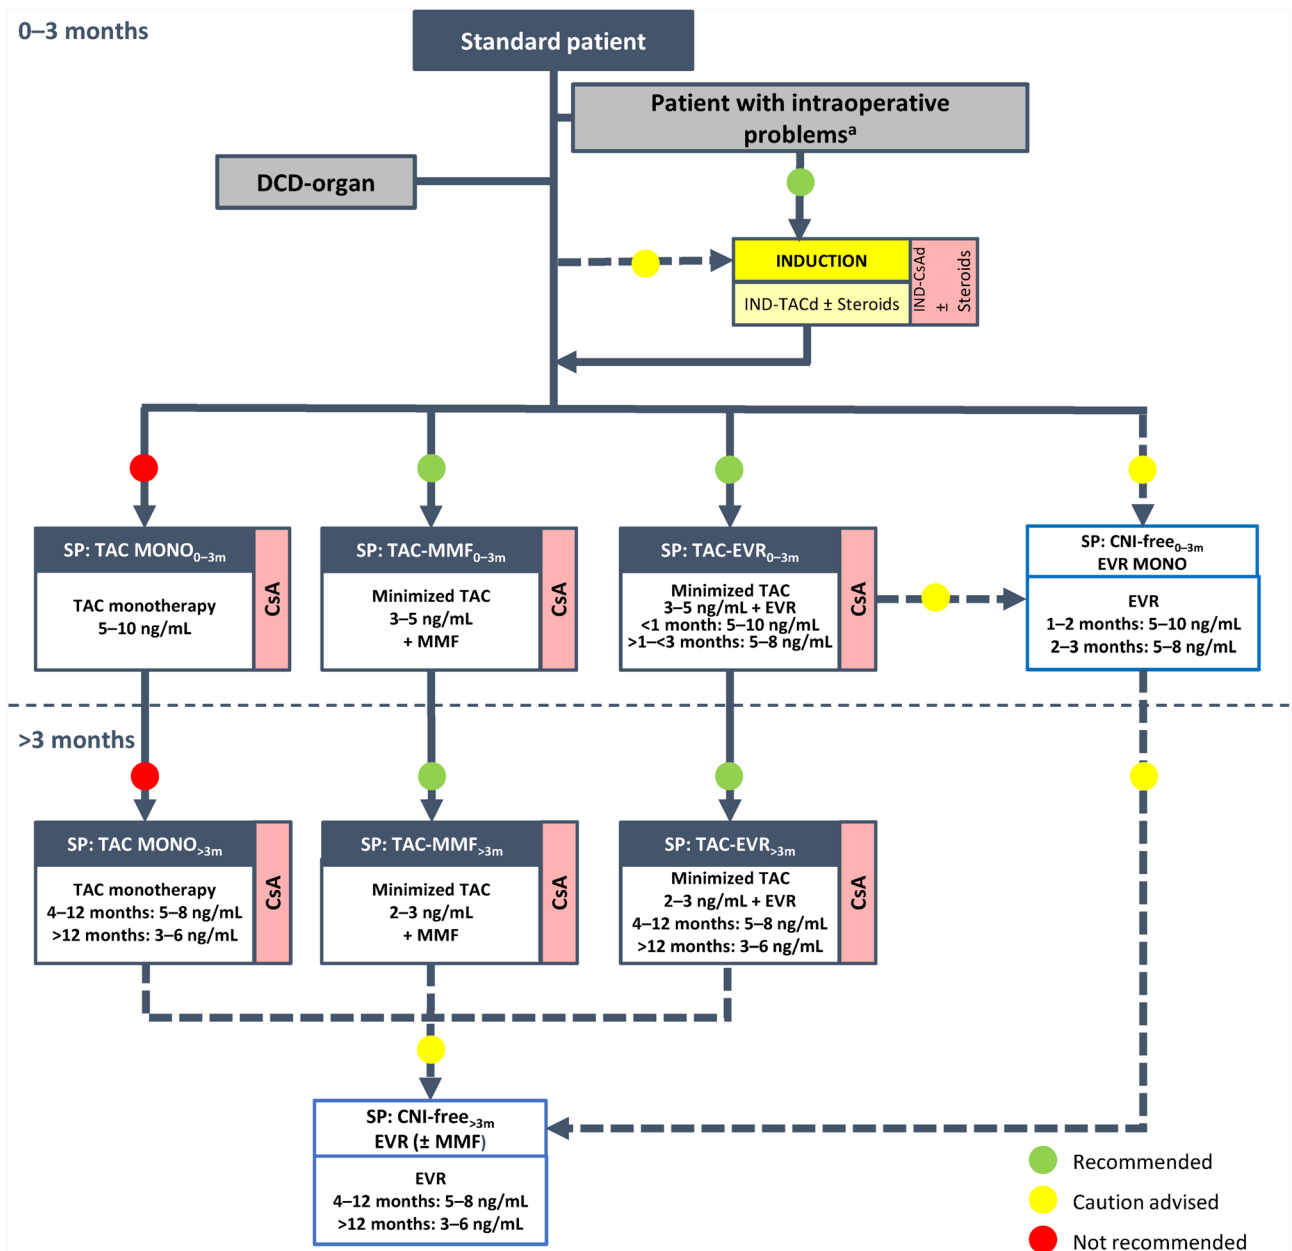 0–3 months
Standard patient
Patient with intraoperative
problemsᵃ
DCD-organ
INDUCTION
IND-TACd ± Steroids
IND-CsAd
±
Steroids
SP: TAC MONO₀₋₃ₘ
TAC monotherapy
5–10 ng/mL
CsA
SP: TAC-MMF₀₋₃ₘ
Minimized TAC
3–5 ng/mL
+ MMF
CsA
SP: TAC-EVR₀₋₃ₘ
Minimized TAC
3–5 ng/mL + EVR
<1 month: 5–10 ng/mL
>1–<3 months: 5–8 ng/mL
CsA
SP: CNI-free₀₋₃ₘ
EVR MONO
EVR
1–2 months: 5–10 ng/mL
2–3 months: 5–8 ng/mL
>3 months
SP: TAC MONO>₃ₘ
TAC monotherapy
4–12 months: 5–8 ng/mL
>12 months: 3–6 ng/mL
CsA
SP: TAC-MMF>₃ₘ
Minimized TAC
2–3 ng/mL
+ MMF
CsA
SP: TAC-EVR>₃ₘ
Minimized TAC
2–3 ng/mL + EVR
4–12 months: 5–8 ng/mL
>12 months: 3–6 ng/mL
CsA
SP: CNI-free>₃ₘ
EVR (± MMF)
EVR
4–12 months: 5–8 ng/mL
>12 months: 3–6 ng/mL
Recommended
Caution advised
Not recommended